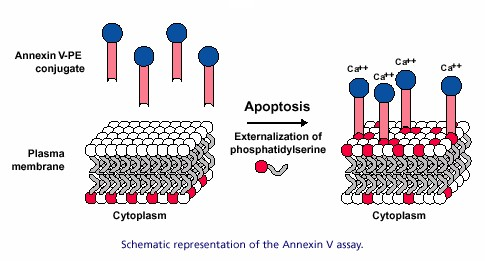 Annexin V-PE
conjugate
Plasma
membrane
Cytoplasm
Apoptosis
Externalization of
phosphatidylserine
Ca++
Ca++
Ca++
Ca++
Cytoplasm
Schematic representation of the Annexin V assay.